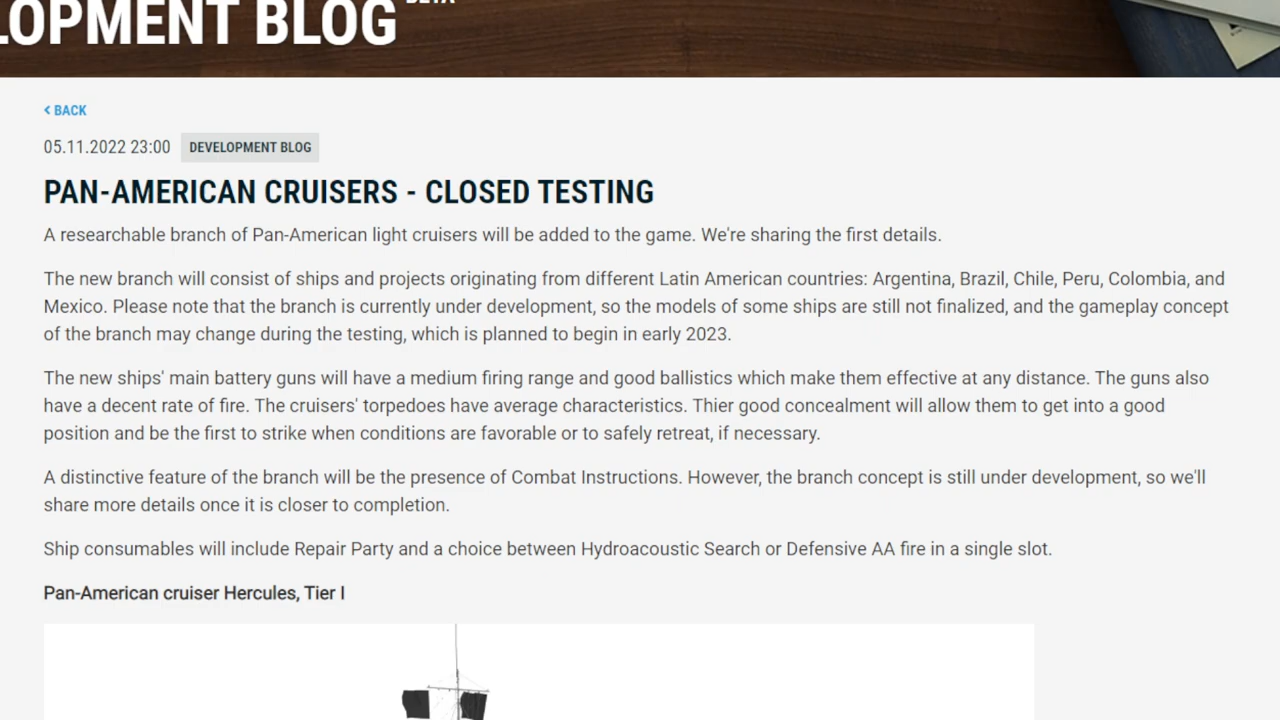 LOPMENT BLOG
BETA
< BACK
05.11.2022 23:00 DEVELOPMENT BLOG
PAN-AMERICAN CRUISERS - CLOSED TESTING
A researchable branch of Pan-American light cruisers will be added to the game. We're sharing the first details.
The new branch will consist of ships and projects originating from different Latin American countries: Argentina, Brazil, Chile, Peru, Colombia, and
Mexico. Please note that the branch is currently under development, so the models of some ships are still not finalized, and the gameplay concept
of the branch may change during the testing, which is planned to begin in early 2023.
The new ships' main battery guns will have a medium firing range and good ballistics which make them effective at any distance. The guns also
have a decent rate of fire. The cruisers' torpedoes have average characteristics. Thier good concealment will allow them to get into a good
position and be the first to strike when conditions are favorable or to safely retreat, if necessary.
A distinctive feature of the branch will be the presence of Combat Instructions. However, the branch concept is still under development, so we'll
share more details once it is closer to completion.
Ship consumables will include Repair Party and a choice between Hydroacoustic Search or Defensive AA fire in a single slot.
Pan-American cruiser Hercules, Tier I